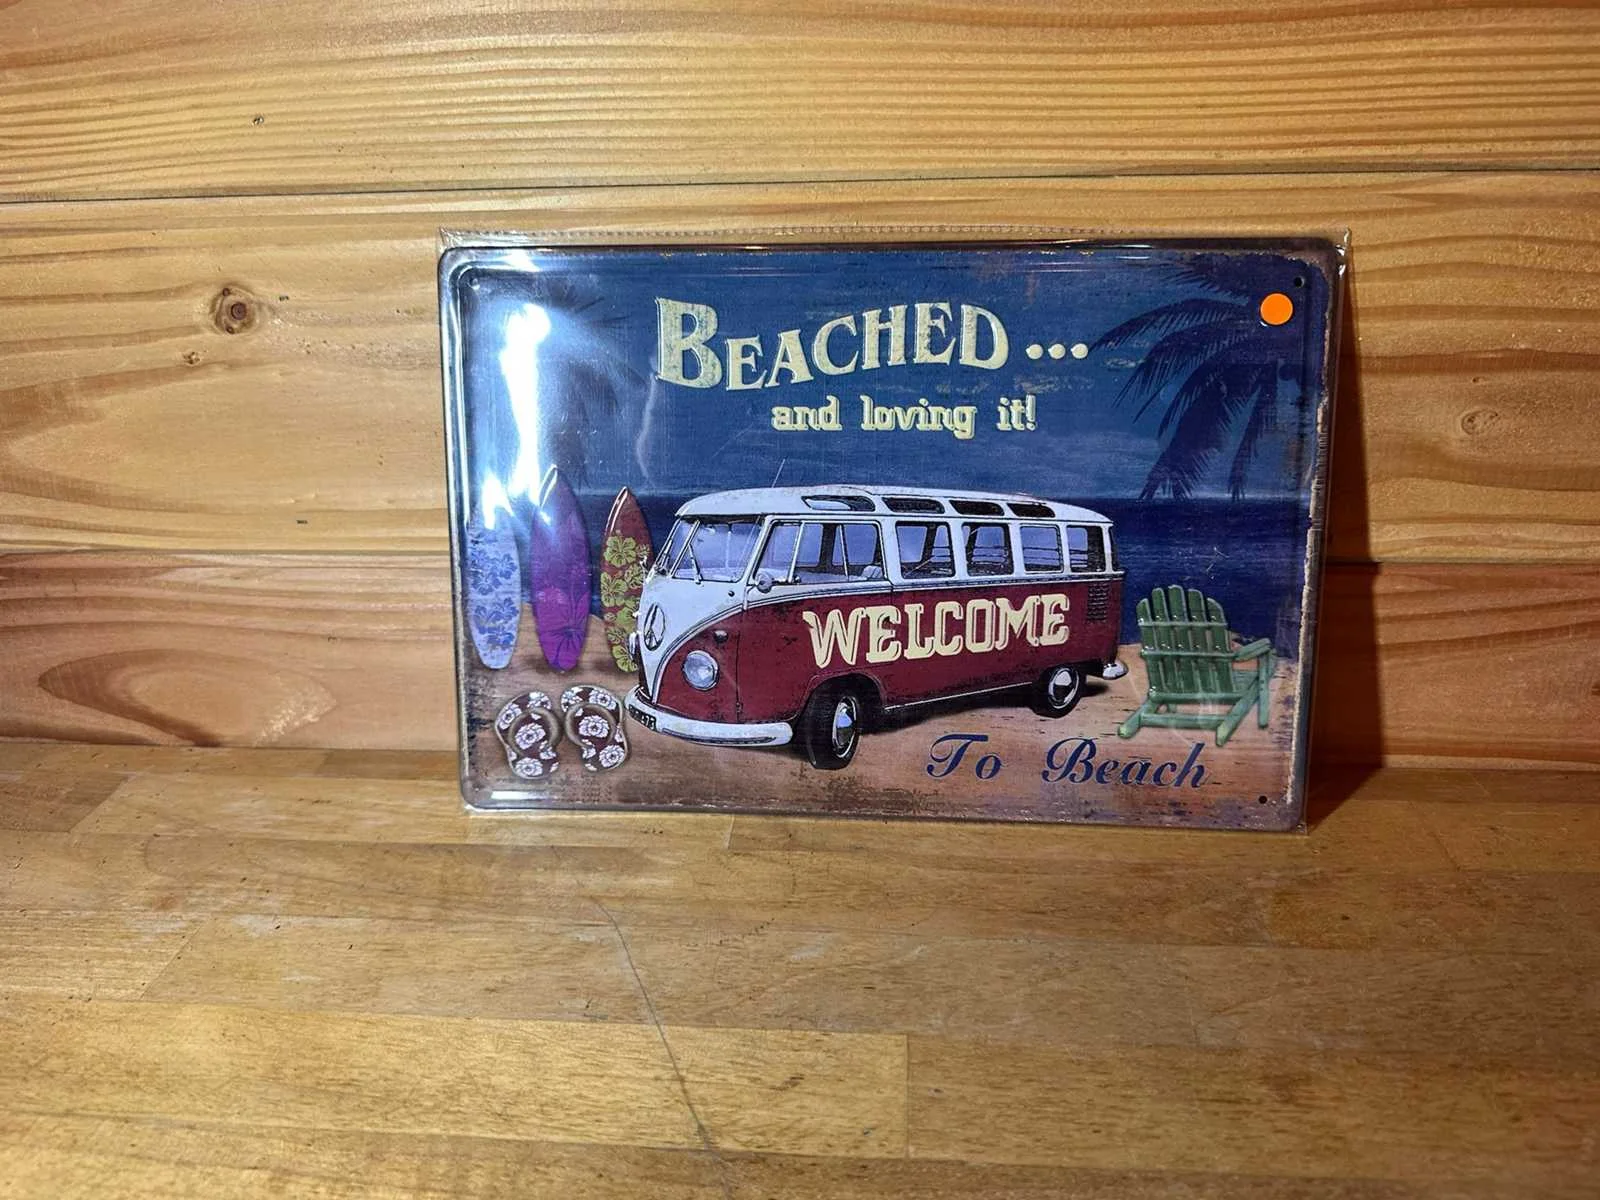 BEACHED...
and loving it!
WELCOME
To Beach